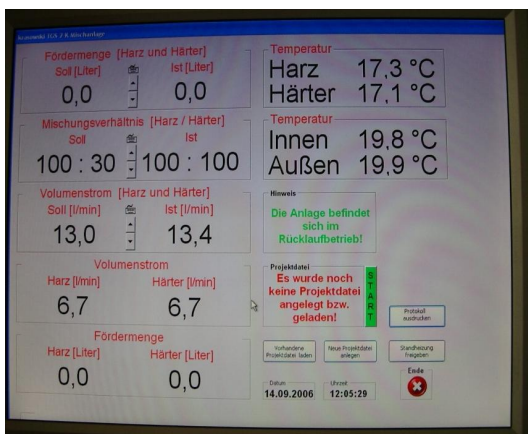 Fördermenge [Harz und Härter]
Soll [Liter]
Ist [Liter]
0,0
0,0
Mischungsverhältnis [Harz / Härter]
Soll
Ist
100 : 30
100 : 100
Volumenstrom [Harz und Härter]
Soll [l/min]
Ist [l/min]
13,0
13,4
Volumenstrom
Harz [l/min]
Härter [l/min]
6,7
6,7
Fördermenge
Harz [Liter]
Härter [Liter]
0,0
0,0
Temperatur
Harz 17,3 °C
Härter 17,1 °C
Temperatur
Innen 19,8 °C
Außen 19,9 °C
Hinweis
Die Anlage befindet
sich im
Rücklaufbetrieb!
Projektdatei
Es wurde noch
keine Projektdatei
angelegt bzw.
geladen!
START
Protokoll
ausdrucken
Vorhandene
Projektdatei laden
Neue Projektdatei
anlegen
Standheizung
freigeben
Datum
14.09.2006
Uhrzeit
12:05:29
Ende